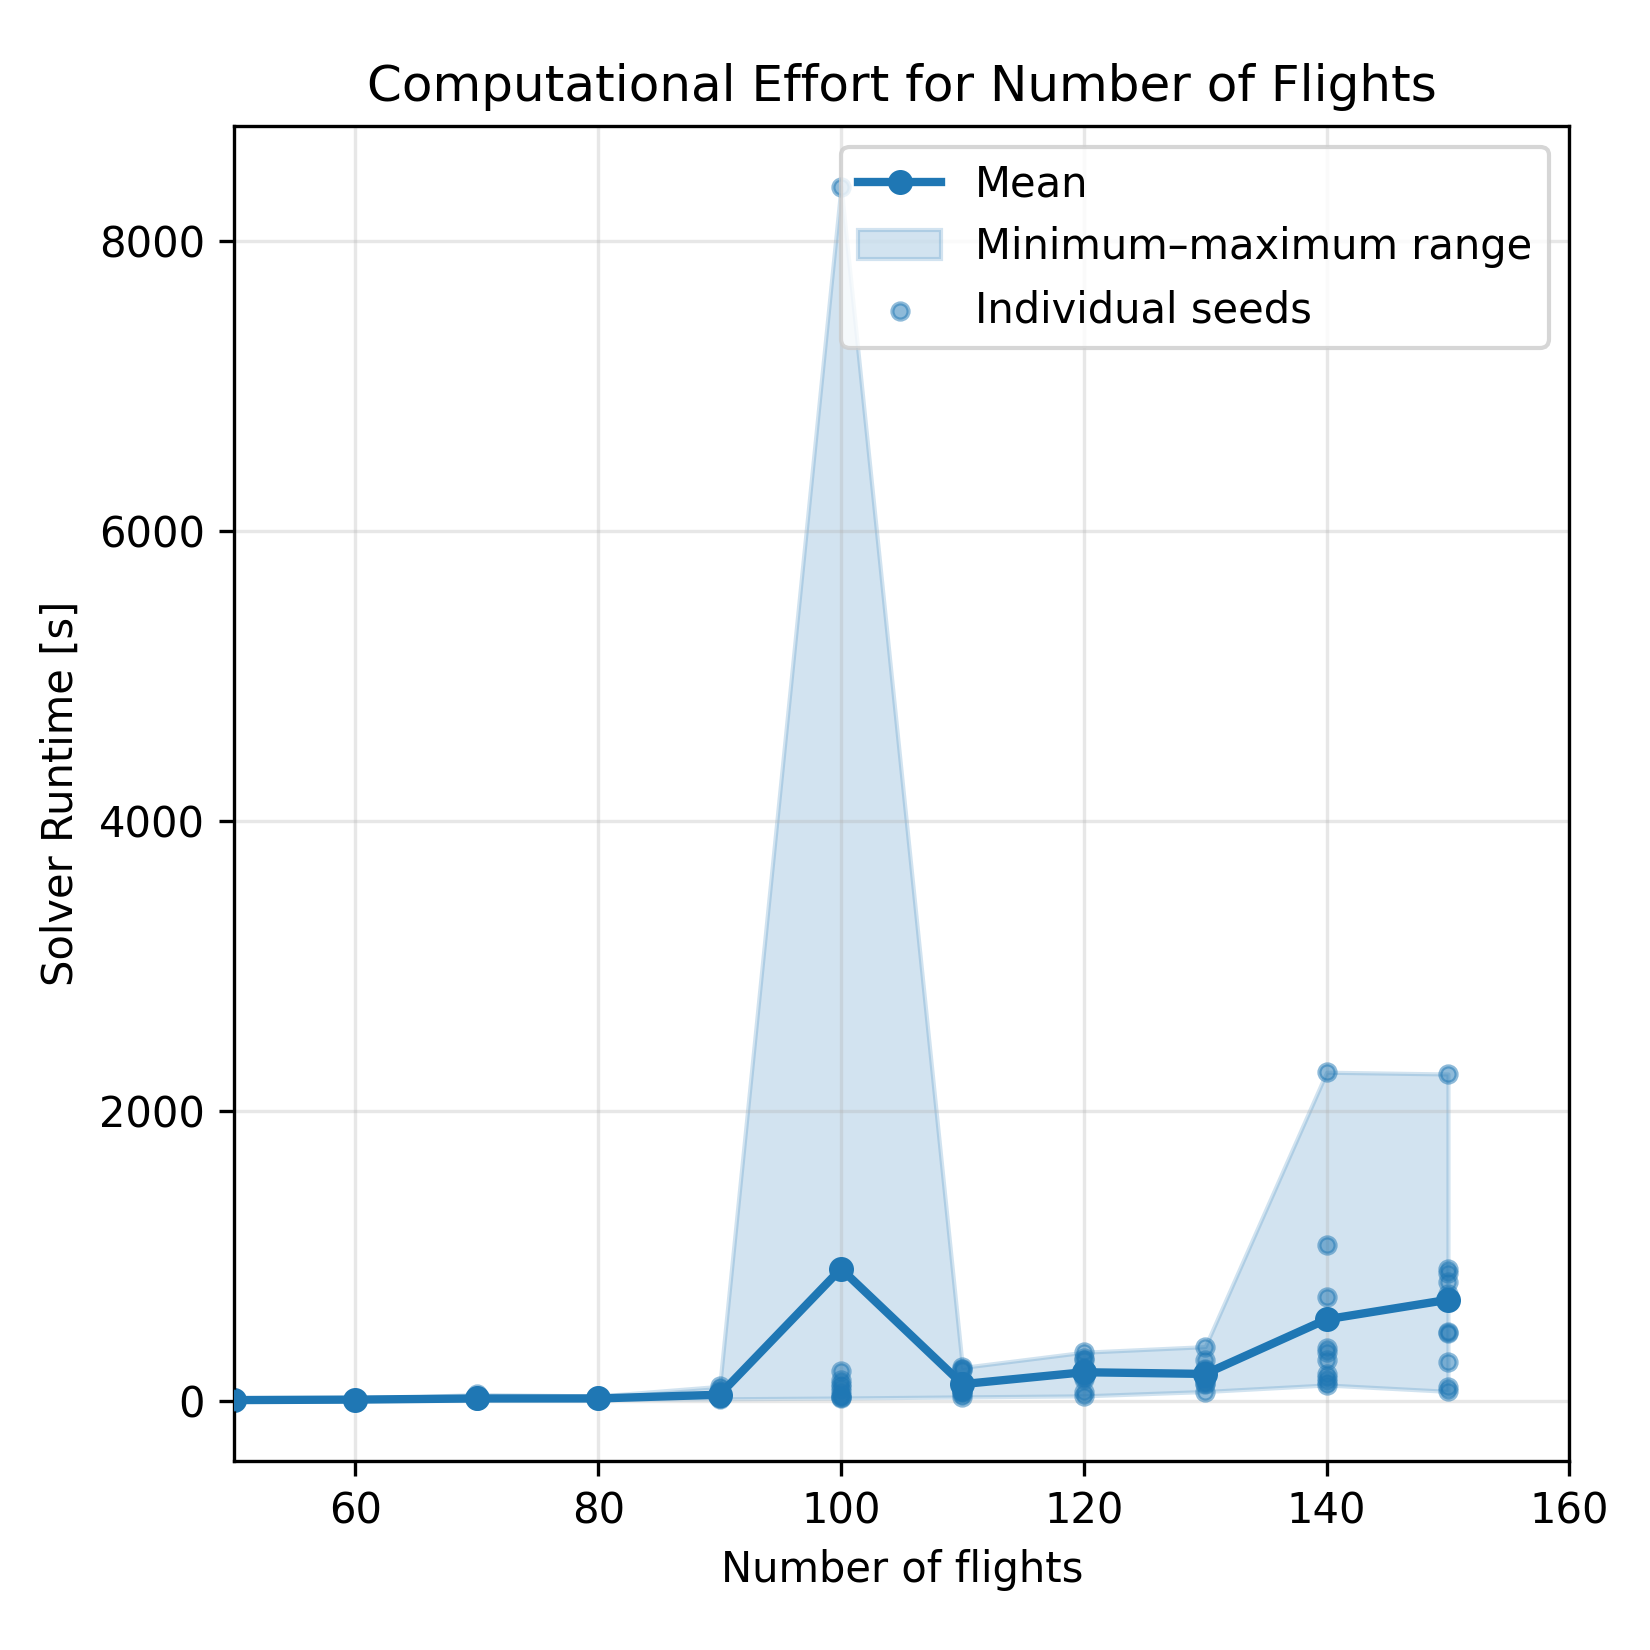 Computational Effort for Number of Flights
Mean
Minimum–maximum range
Individual seeds
8000
6000
4000
2000
0
Solver Runtime [s]
60 80 100 120 140 160
Number of flights